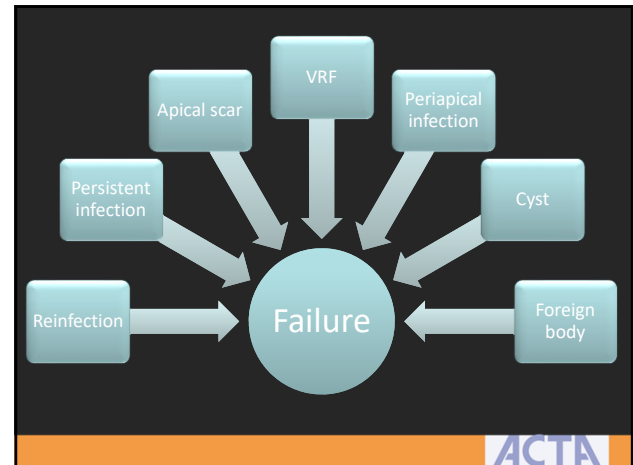 VRF
Apical scar
Periapical
infection
Persistent
infection
Cyst
Reinfection
Failure
Foreign
body
ACTA